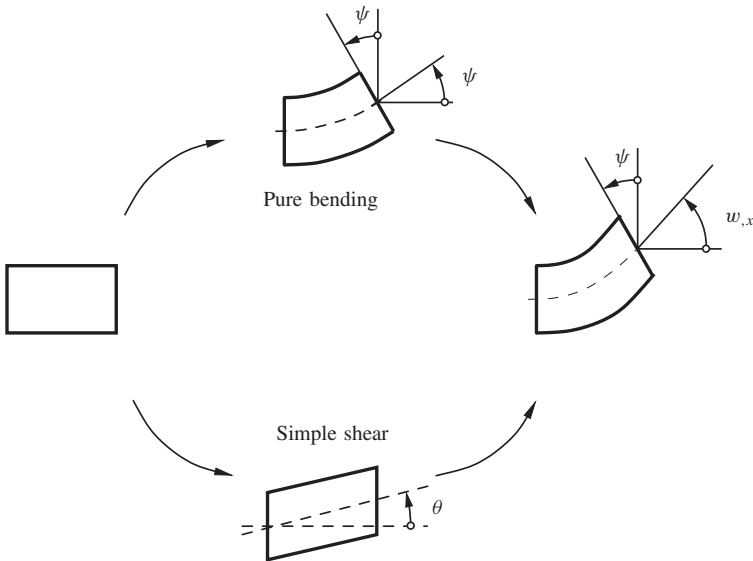 ψ
ψ
Pure bending
ψ
w,x
Simple shear
θ